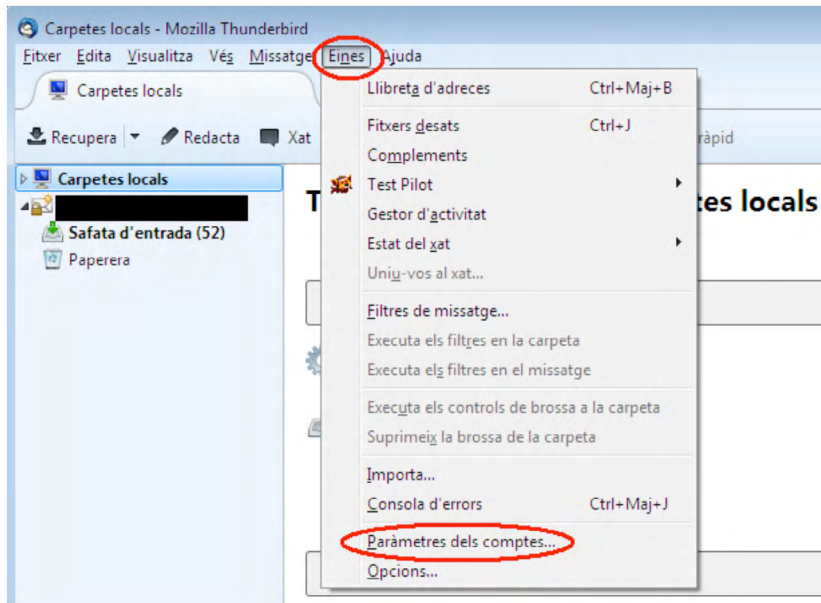 Carpetes locals - Mozilla Thunderbird
Fitxer Edita Visualitza Vés Missatge Eines Ajuda
Carpetes locals
Recupera Redacta Xat ràpid
Carpetes locals
Safata d'entrada (52)
Paperera
T
tes locals
Llibreta d'adreces Ctrl+Maj+B
Fitxers desats Ctrl+J
Complements
Test Pilot
Gestor d'activitat
Estat del xat
Uniu-vos al xat...
Filtres de missatge...
Executa els filtres en la carpeta
Executa els filtres en el missatge
Executa els controls de brossa a la carpeta
Suprimeix la brossa de la carpeta
Importa...
Consola d'errors Ctrl+Maj+J
Paràmetres dels comptes...
Opcions...